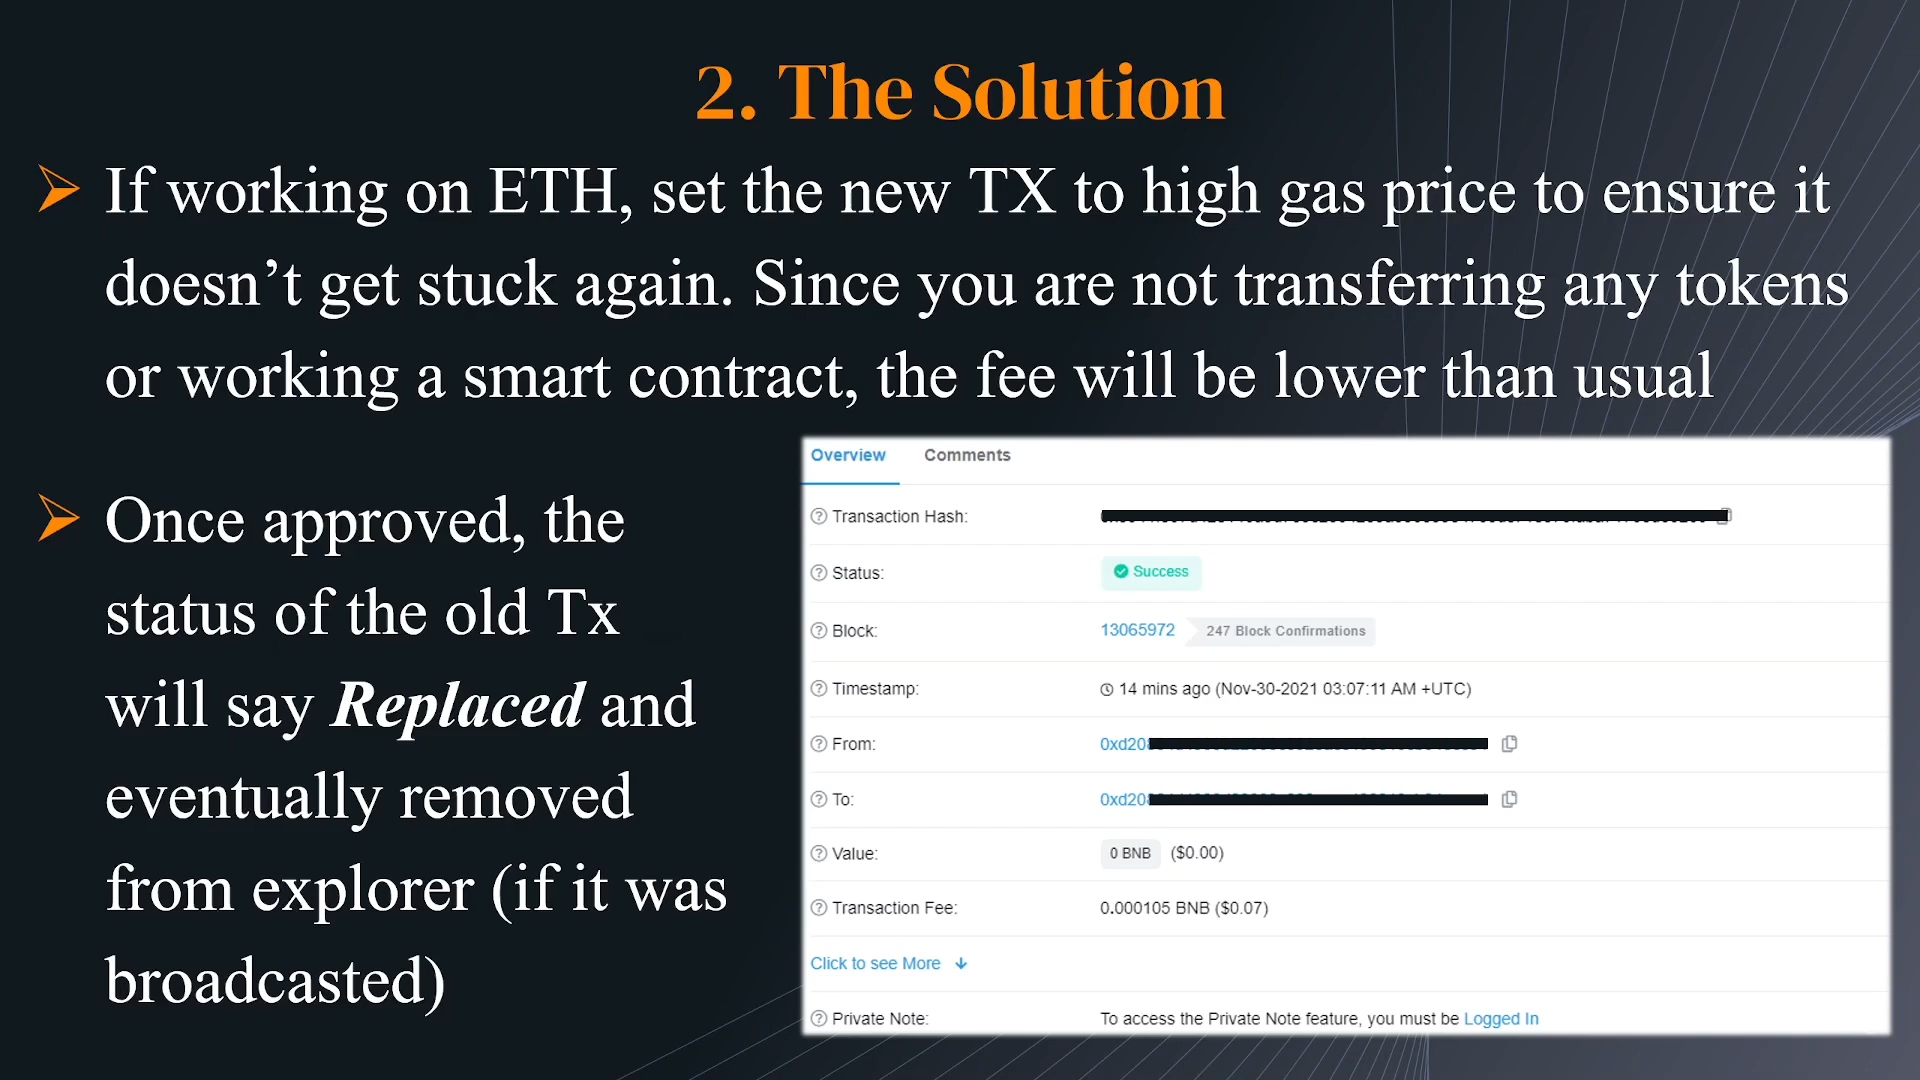 2. The Solution
If working on ETH, set the new TX to high gas price to ensure it
doesn’t get stuck again. Since you are not transferring any tokens
or working a smart contract, the fee will be lower than usual
Once approved, the
status of the old Tx
will say Replaced and
eventually removed
from explorer (if it was
broadcasted)
Overview Comments
Transaction Hash:
Status: Success
Block: 13065972 247 Block Confirmations
Timestamp: 14 mins ago (Nov-30-2021 03:07:11 AM +UTC)
From: 0xd20
To: 0xd20
Value: 0 BNB ($0.00)
Transaction Fee: 0.000105 BNB ($0.07)
Click to see More
Private Note: To access the Private Note feature, you must be Logged In